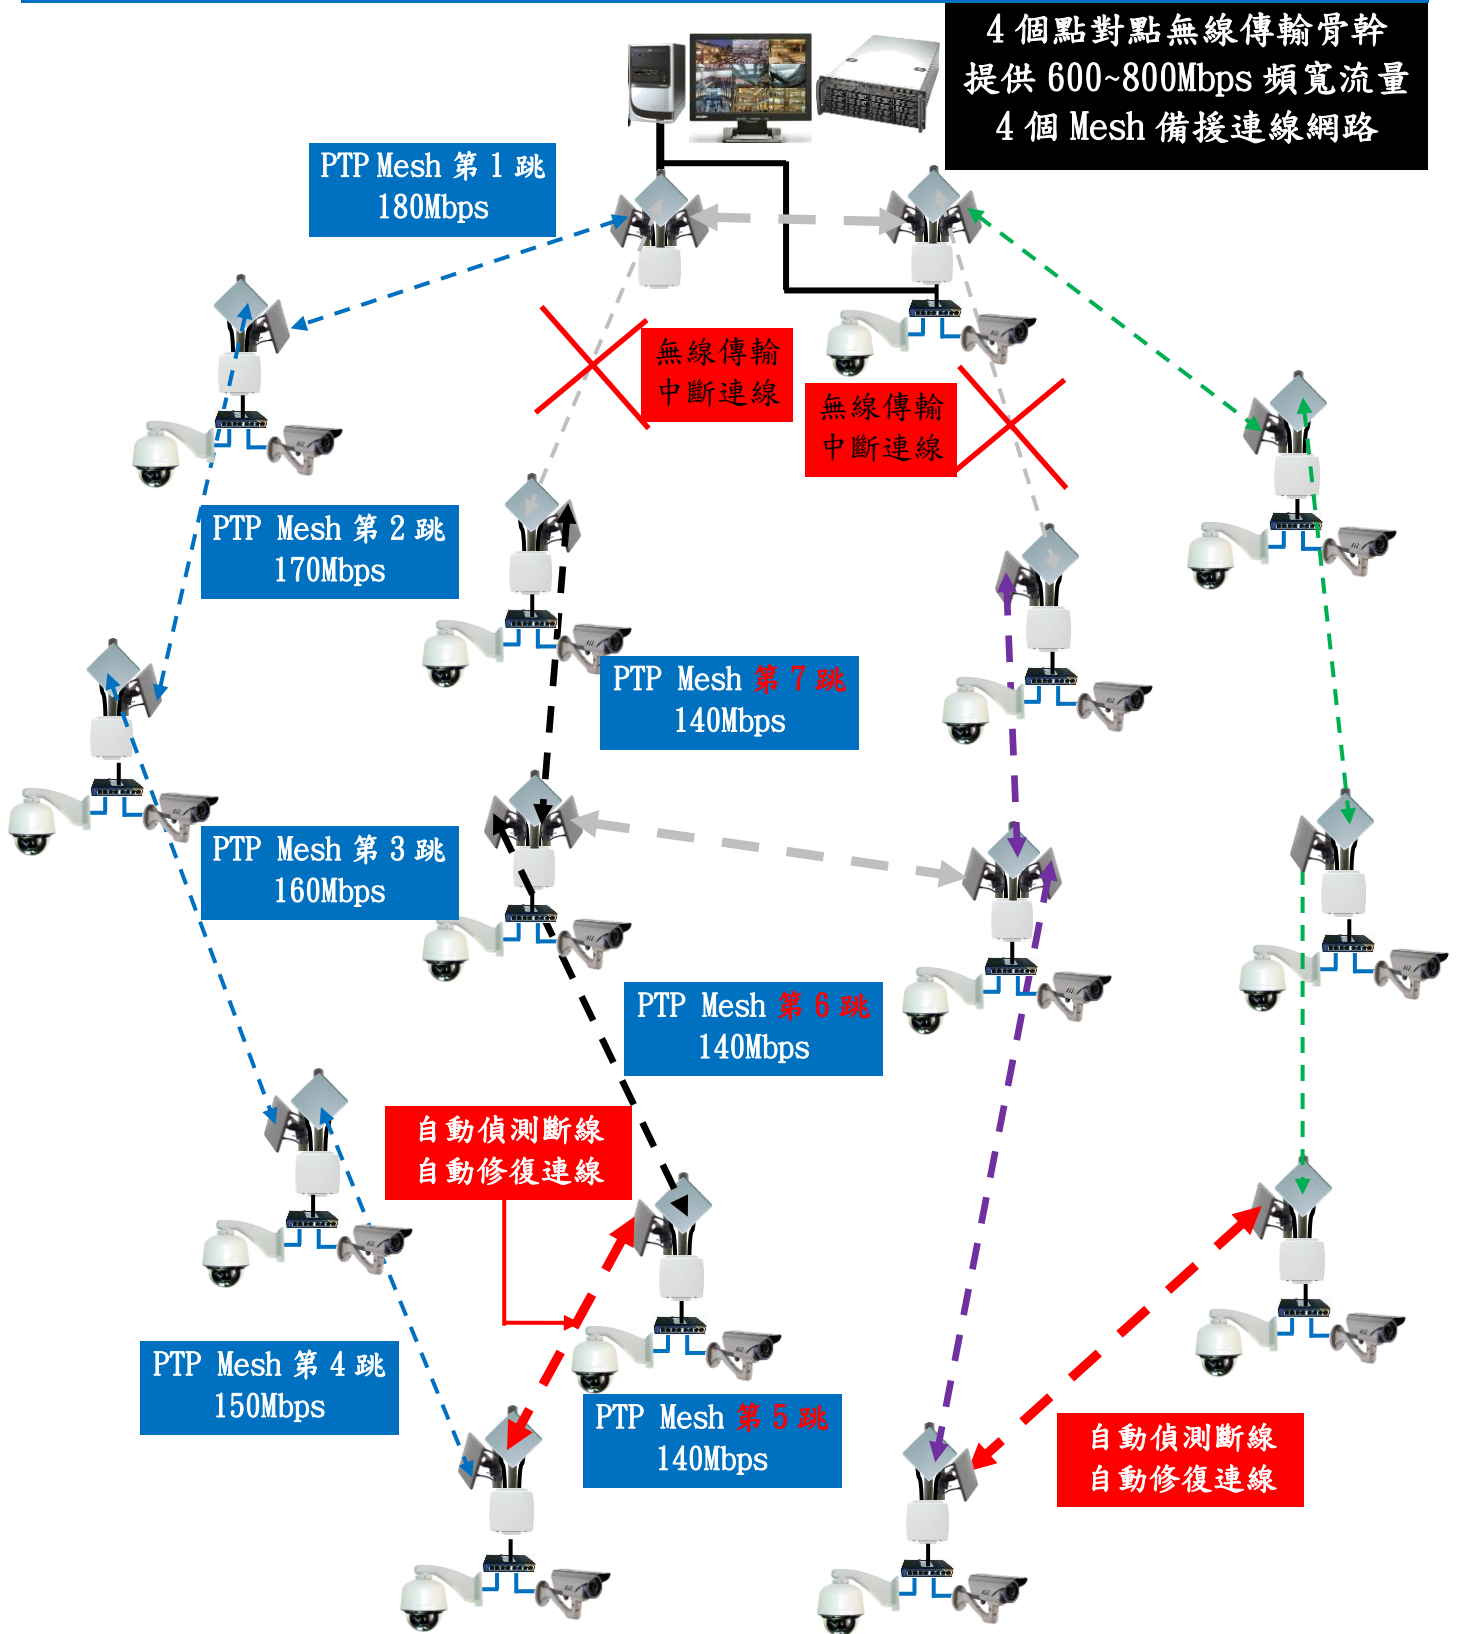 4 個點對點無線傳輸骨幹
提供 600~800Mbps 頻寬流量
4 個 Mesh 備援連線網路
PTP Mesh 第 1 跳
180Mbps
無線傳輸
中斷連線
無線傳輸
中斷連線
PTP Mesh 第 2 跳
170Mbps
PTP Mesh 第 7 跳
140Mbps
PTP Mesh 第 3 跳
160Mbps
PTP Mesh 第 6 跳
140Mbps
自動偵測斷線
自動修復連線
PTP Mesh 第 4 跳
150Mbps
PTP Mesh 第 5 跳
140Mbps
自動偵測斷線
自動修復連線